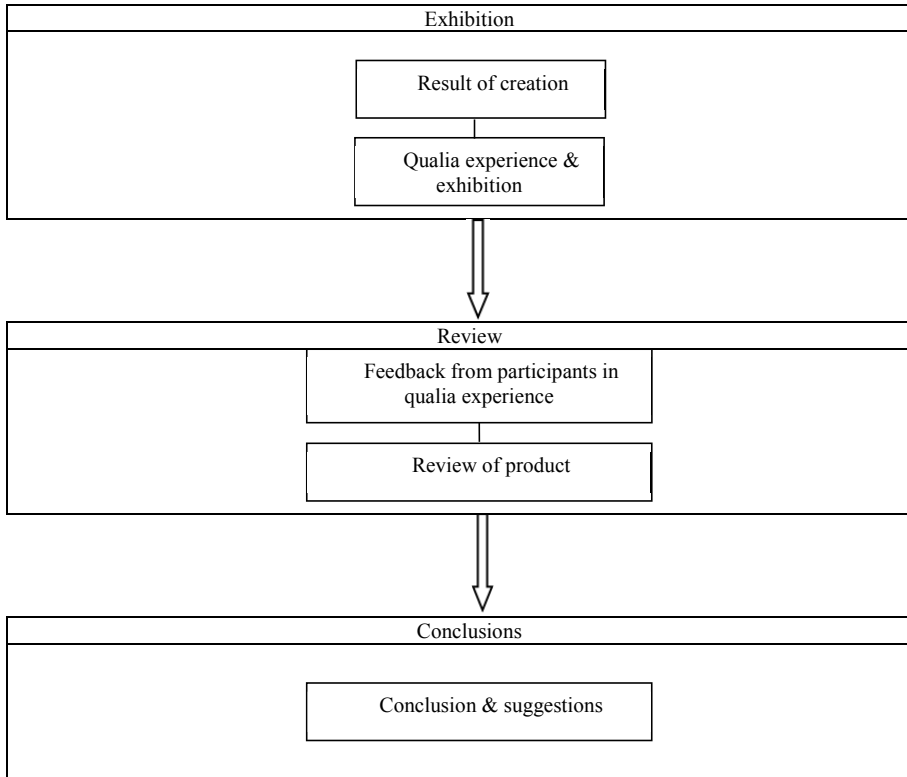 Exhibition
Result of creation
Qualia experience &
exhibition
Review
Feedback from participants in
qualia experience
Review of product
Conclusions
Conclusion & suggestions